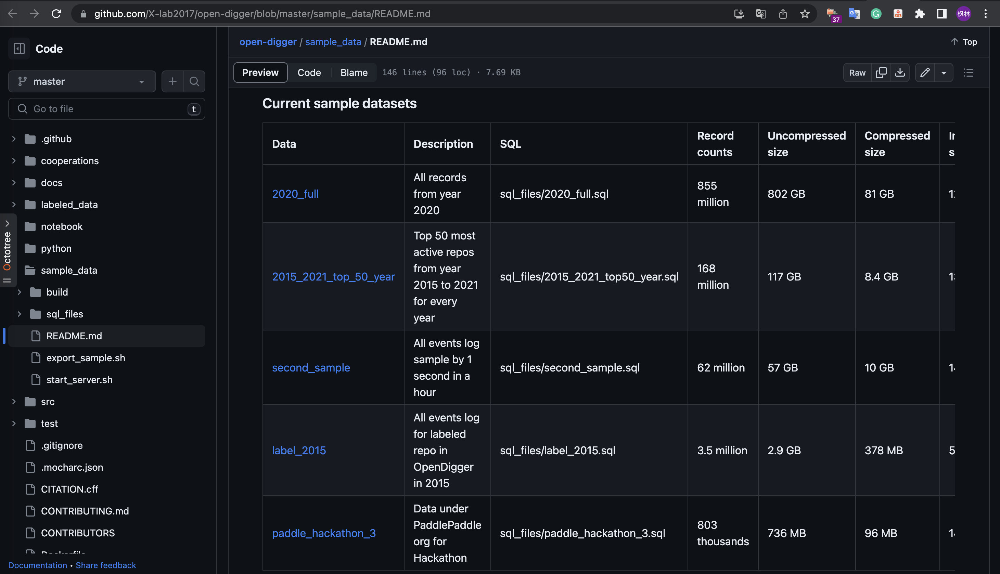 github.com/X-lab2017/open-digger/blob/master/sample_data/README.md
37
枫林
Code
master
Go to file
t
.github
cooperations
docs
labeled_data
notebook
python
sample_data
build
sql_files
README.md
export_sample.sh
start_server.sh
src
test
.gitignore
.mocharc.json
CITATION.cff
CONTRIBUTING.md
CONTRIBUTORS
Documentation • Share feedback
Octotree
open-digger / sample_data / README.md
Top
Preview Code Blame 146 lines (96 loc) · 7.69 KB
Raw
Current sample datasets
Data
Description
SQL
Record
counts
Uncompressed
size
Compressed
size
2020_full
All records
from year
2020
sql_files/2020_full.sql
855
million
802 GB
81 GB
2015_2021_top_50_year
Top 50 most
active repos
from year
2015 to 2021
for every
year
sql_files/2015_2021_top50_year.sql
168
million
117 GB
8.4 GB
second_sample
All events log
sample by 1
second in a
hour
sql_files/second_sample.sql
62 million
57 GB
10 GB
label_2015
All events log
for labeled
repo in
OpenDigger
in 2015
sql_files/label_2015.sql
3.5 million
2.9 GB
378 MB
5
paddle_hackathon_3
Data under
PaddlePaddle
org for
Hackathon
sql_files/paddle_hackathon_3.sql
803
thousands
736 MB
96 MB